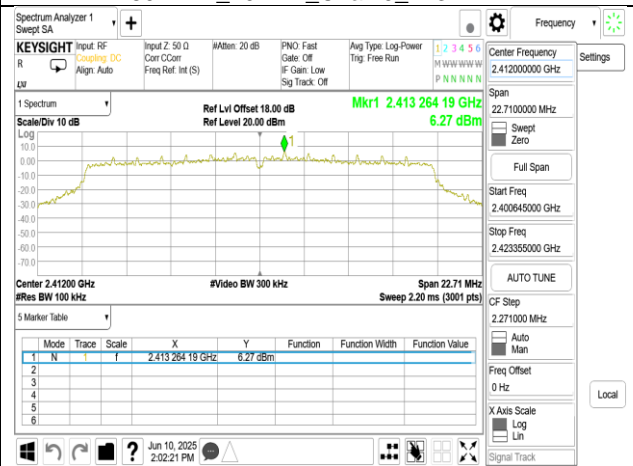 Spectrum Analyzer 1
Swept SA
+
Frequency
KEYSIGHT
R
LXI
Input: RF
Coupling: DC
Align: Auto
Input Z: 50 Ω
Corr CCorr
Freq Ref: Int (S)
#Atten: 20 dB
PNO: Fast
Gate: Off
IF Gain: Low
Sig Track: Off
Avg Type: Log-Power
Trig: Free Run
1 2 3 4 5 6
M W W W W W
P N N N N N
Center Frequency
2.412000000 GHz
Settings
Span
22.7100000 MHz
Swept
Zero
Full Span
Start Freq
2.400645000 GHz
Stop Freq
2.423355000 GHz
AUTO TUNE
CF Step
2.271000 MHz
Auto
Man
Freq Offset
0 Hz
Local
X Axis Scale
Log
Lin
Signal Track
1 Spectrum
Scale/Div 10 dB
Ref Lvl Offset 18.00 dB
Ref Level 20.00 dBm
Mkr1 2.413 264 19 GHz
6.27 dBm
Log
10.0
0.00
-10.0
-20.0
-30.0
-40.0
-50.0
-60.0
-70.0
1
Center 2.41200 GHz
#Res BW 100 kHz
#Video BW 300 kHz
Span 22.71 MHz
Sweep 2.20 ms (3001 pts)
5 Marker Table
Mode Trace Scale X Y Function Function Width Function Value
1 N 1 f 2.413 264 19 GHz 6.27 dBm
2
3
4
5
6
?
Jun 10, 2025
2:02:21 PM